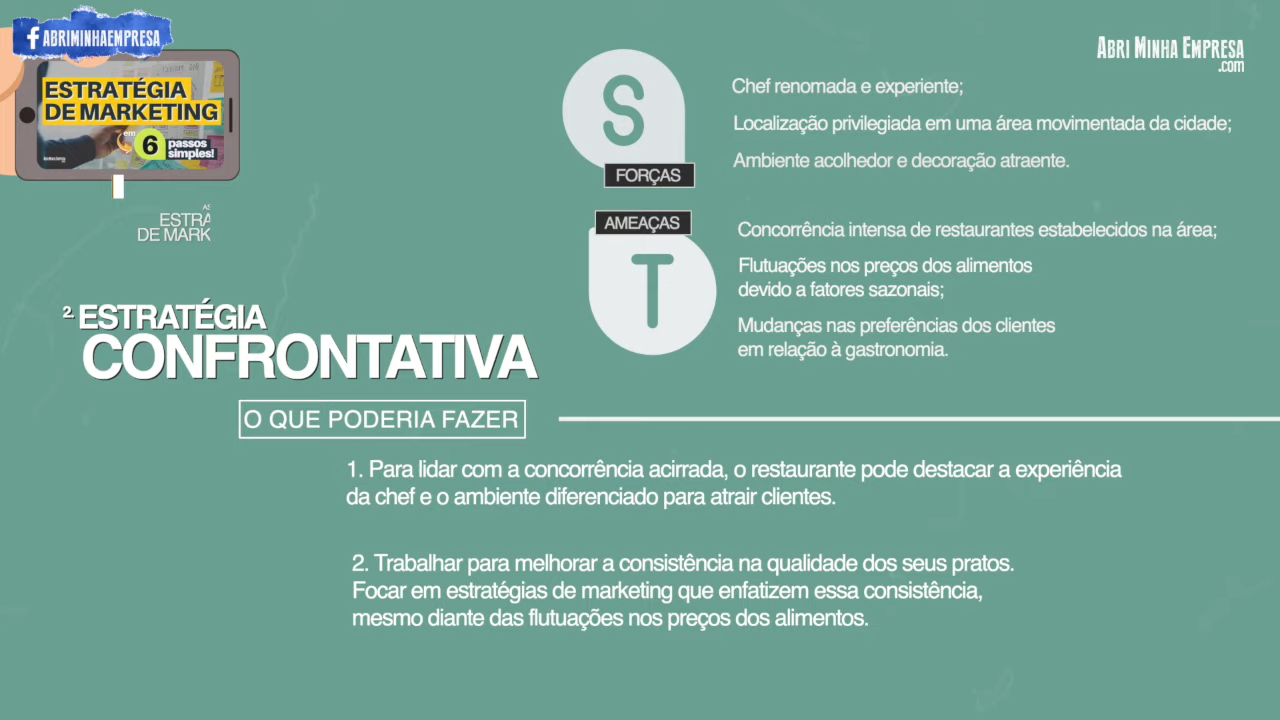 ABRIMINHAEMPRESA
ESTRATÉGIA
DE MARKETING
em 6 passos
simples!
AS
ESTRA
DE MARK
ABRI MINHA EMPRESA
.com
S
FORÇAS
Chef renomada e experiente;
Localização privilegiada em uma área movimentada da cidade;
Ambiente acolhedor e decoração atraente.
AMEAÇAS
T
Concorrência intensa de restaurantes estabelecidos na área;
Flutuações nos preços dos alimentos
devido a fatores sazonais;
Mudanças nas preferências dos clientes
em relação à gastronomia.
2. ESTRATÉGIA
CONFRONTATIVA
O QUE PODERIA FAZER
1. Para lidar com a concorrência acirrada, o restaurante pode destacar a experiência
da chef e o ambiente diferenciado para atrair clientes.
2. Trabalhar para melhorar a consistência na qualidade dos seus pratos.
Focar em estratégias de marketing que enfatizem essa consistência,
mesmo diante das flutuações nos preços dos alimentos.